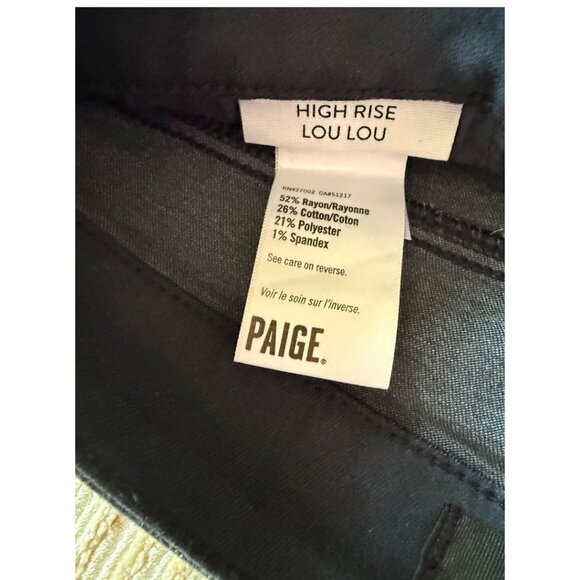 HIGH RISE
LOU LOU
RN#27002 CA#51217
52% Rayon/Rayonne
26% Cotton/Coton
21% Polyester
1% Spandex
See care on reverse.
Voir le soin sur l'inverse.
PAIGE®